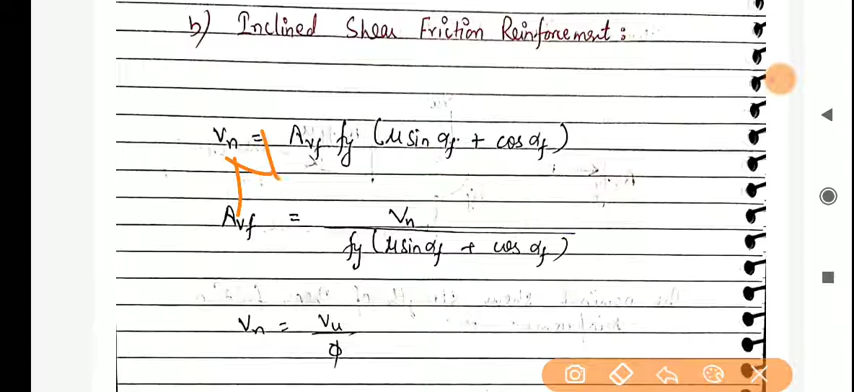 b) Inclined Shear Friction Reinforcement:
Vn = Avf fy (μ sin αf + cos αf)
Avf = Vn / fy (μ sin αf + cos αf)
Vn = Vu / φ